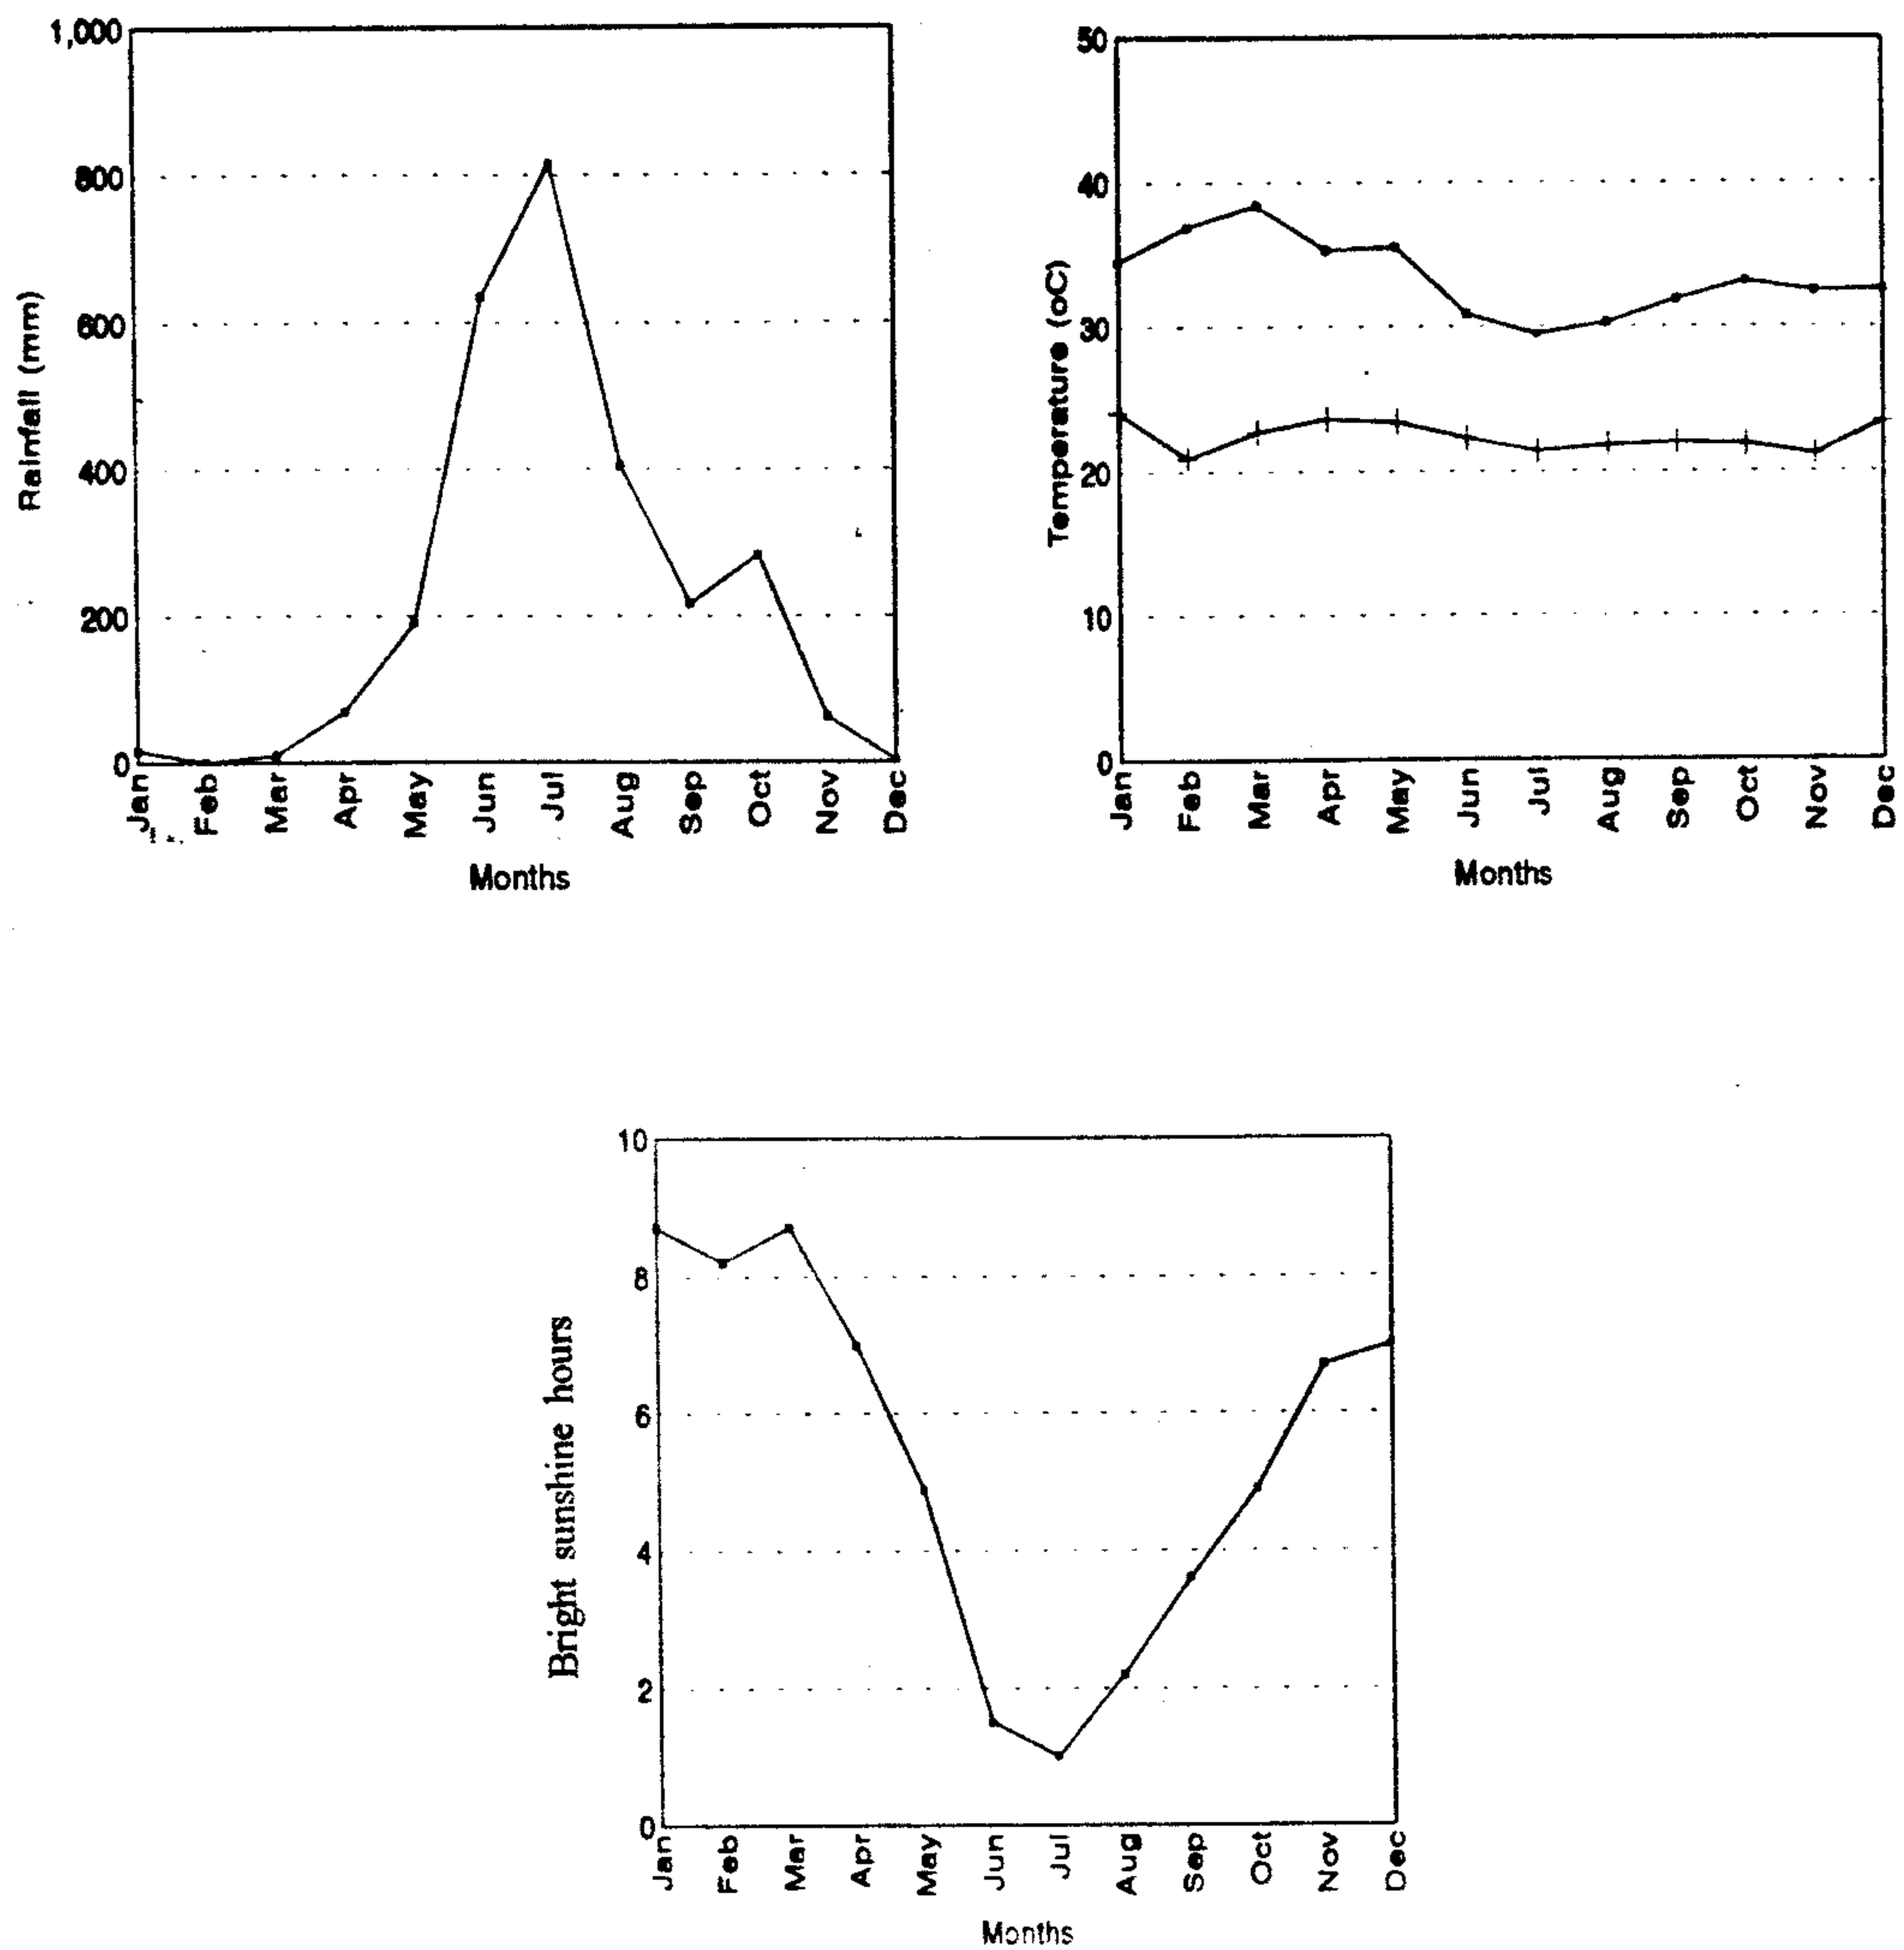 1,000
800
600
400
200
0
Rainfall (mm)
Jan Feb Mar Apr May Jun Jul Aug Sep Oct Nov Dec
Months
50
40
30
20
10
0
Temperature (oC)
Jan Feb Mar Apr May Jun Jul Aug Sep Oct Nov Dec
Months
10
8
6
4
2
0
Bright sunshine hours
Jan Feb Mar Apr May Jun Jul Aug Sep Oct Nov Dec
Months